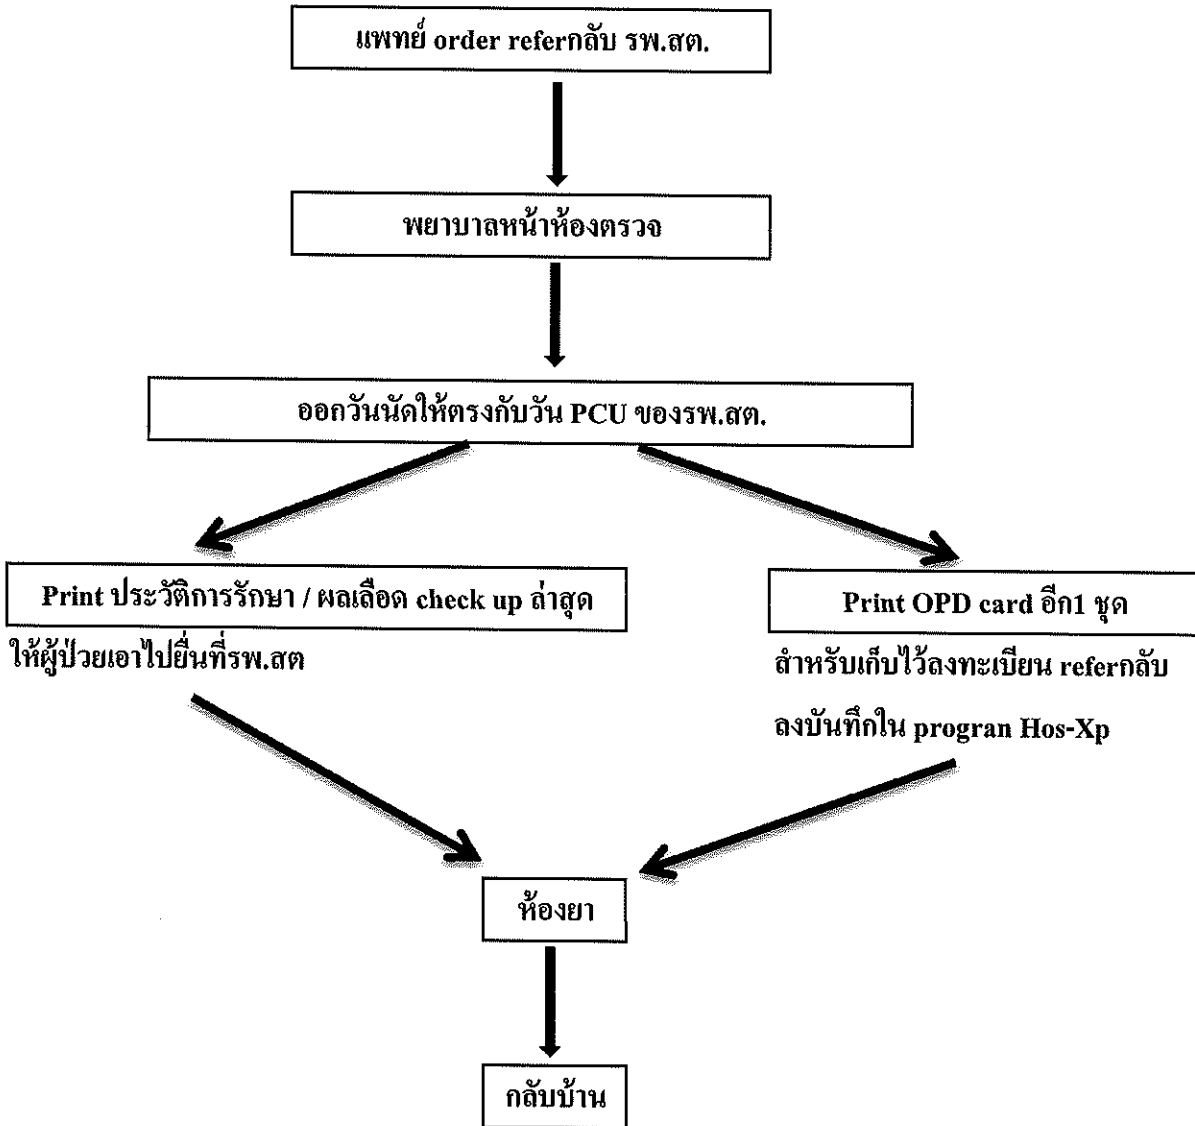 แพทย์ order referกลับ รพ.สต.
พยาบาลหน้าห้องตรวจ
ออกวันนัดให้ตรงกับวัน PCU ของรพ.สต.
Print ประวัติการรักษา / ผลเลือด check up ล่าสุด
ให้ผู้ป่วยเอาไปยื่นที่รพ.สต
Print OPD card อีก1 ชุด
สำหรับเก็บไว้ลงทะเบียน referกลับ
ลงบันทึกใน progran Hos-Xp
ห้องยา
กลับบ้าน